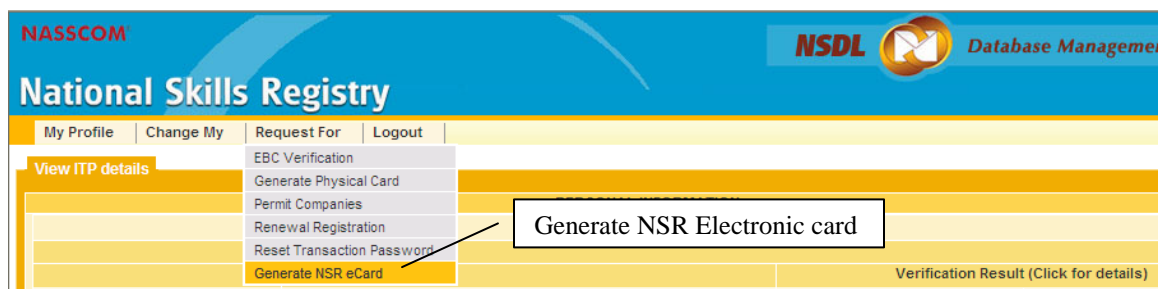 NASSCOM®
NSDL Database Managemen
National Skills Registry
My Profile Change My Request For Logout
View ITP details
EBC Verification
Generate Physical Card
Permit Companies
Renewal Registration
Reset Transaction Password
Generate NSR eCard
Generate NSR Electronic card
Verification Result (Click for details)